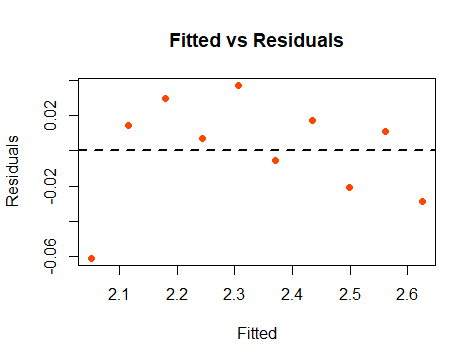 Fitted vs Residuals
Residuals
0.02
-0.02
-0.06
2.1 2.2 2.3 2.4 2.5 2.6
Fitted